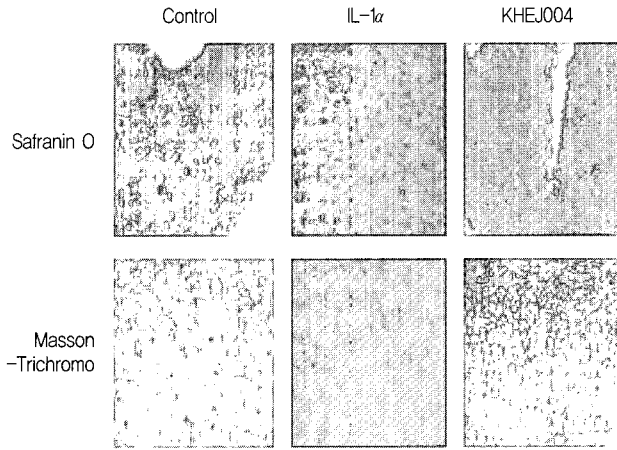 Control IL-1α KHEJ004
Safranin O
Masson
-Trichromo